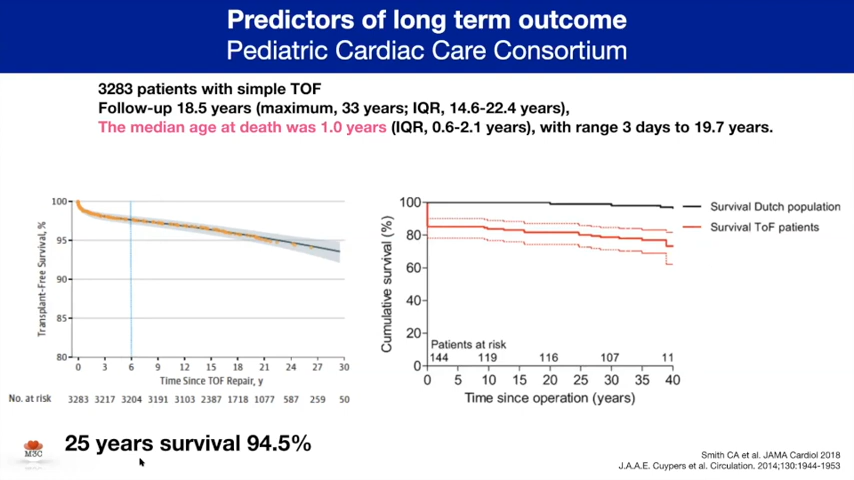 Predictors of long term outcome
Pediatric Cardiac Care Consortium
3283 patients with simple TOF
Follow-up 18.5 years (maximum, 33 years; IQR, 14.6-22.4 years),
The median age at death was 1.0 years (IQR, 0.6-2.1 years), with range 3 days to 19.7 years.
Transplant-Free Survival, %
100
95
90
85
80
0 3 6 9 12 15 18 21 24 27 30
Time Since TOF Repair, y
No. at risk 3283 3217 3204 3191 3103 2387 1718 1077 587 259 50
Cumulative survival (%)
100
80
60
40
20
0
Patients at risk
144 119 116 107 11
0 5 10 15 20 25 30 35 40
Time since operation (years)
Survival Dutch population
Survival ToF patients
M3C
25 years survival 94.5%
Smith CA et al. JAMA Cardiol 2018
J.A.A.E. Cuypers et al. Circulation. 2014;130:1944-1953